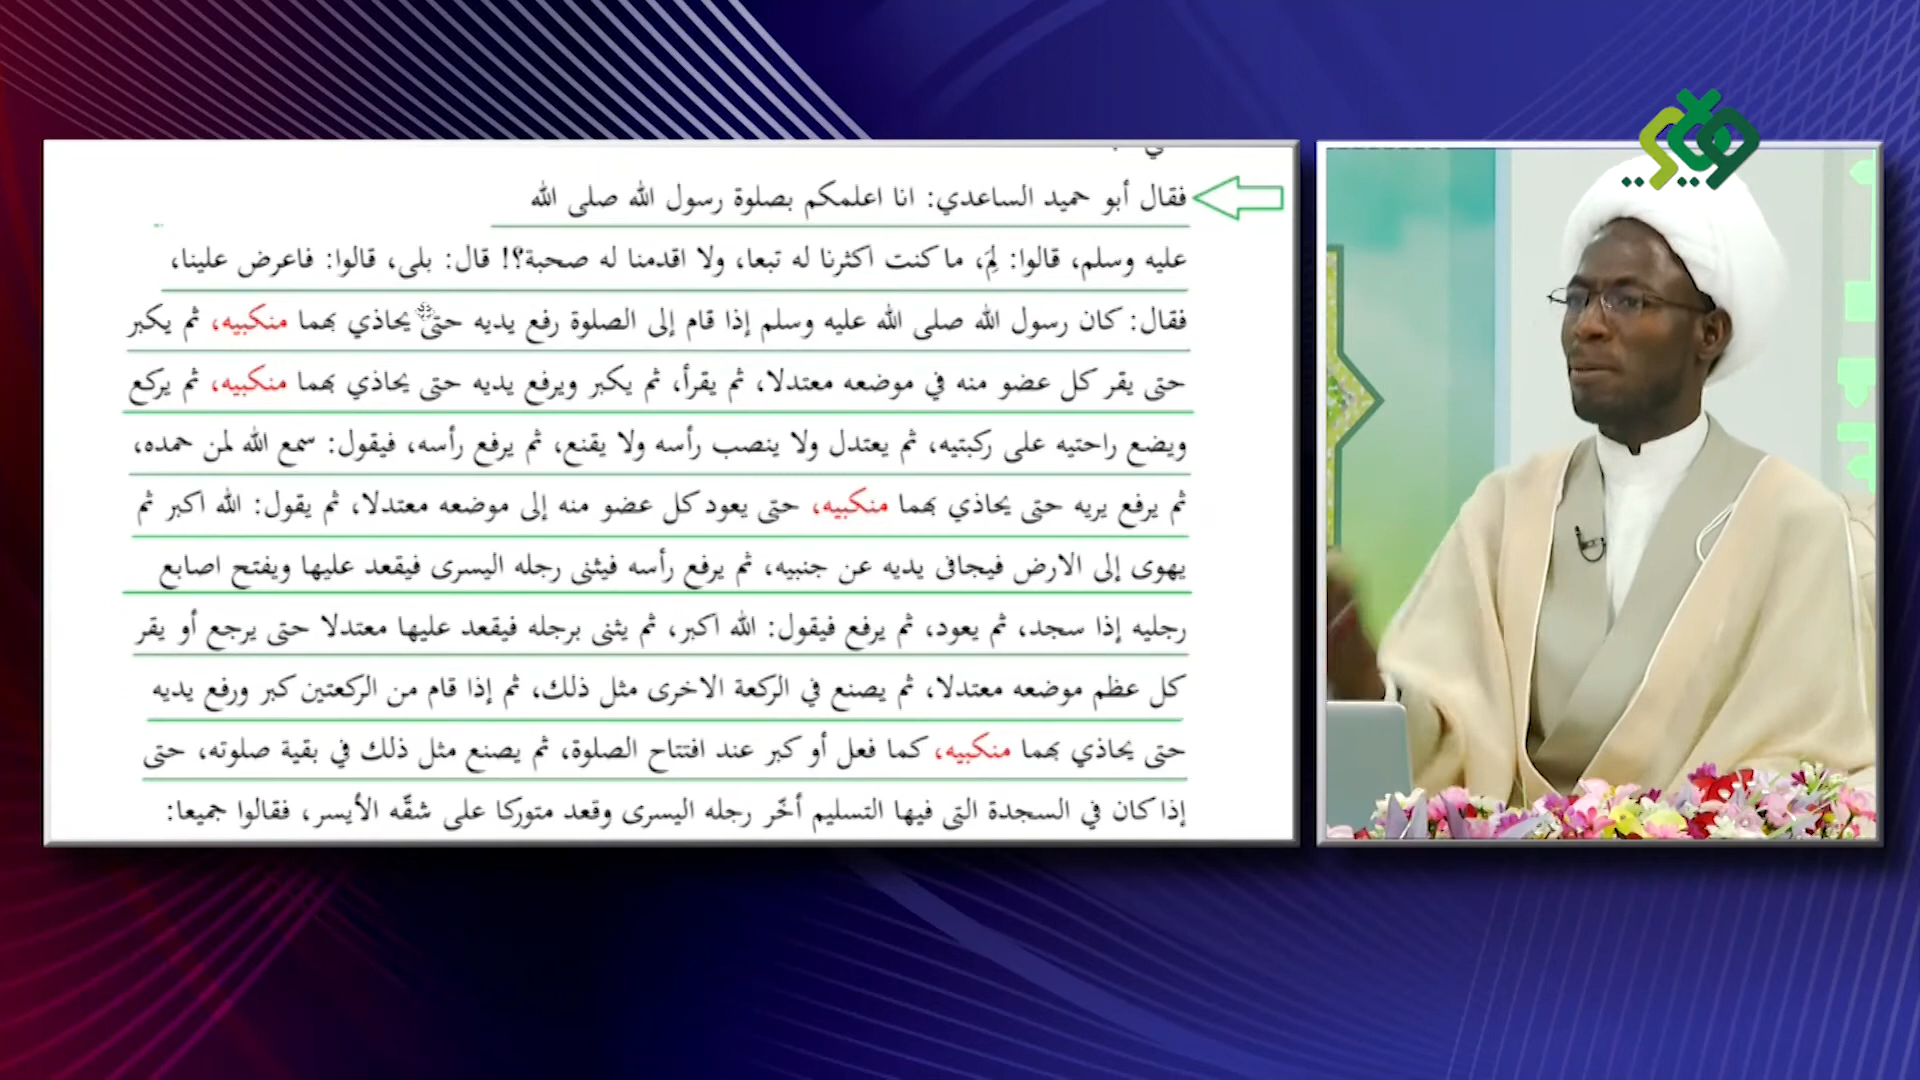 فقال أبو حميد الساعدي: انا اعلمكم بصلوة رسول الله صلى الله
عليه وسلم، قالوا: لِمَ، ما كنت اكثرنا له تبعا، ولا اقدمنا له صحبة؟! قال: بلى، قالوا: فاعرض علينا،
فقال: كان رسول الله صلى الله عليه وسلم إذا قام إلى الصلوة رفع يديه حتى يحاذي بهما منكبيه، ثم يكبر
حتى يقر كل عضو منه في موضعه معتدلا، ثم يقرأ، ثم يكبر ويرفع يديه حتى يحاذي بهما منكبيه، ثم يركع
ويضع راحتيه على ركبتيه، ثم يعتدل ولا ينصب رأسه ولا يقنع، ثم يرفع رأسه، فيقول: سمع الله لمن حمده،
ثم يرفع يريه حتى يحاذي بهما منكبيه، حتى يعود كل عضو منه إلى موضعه معتدلا، ثم يقول: الله اكبر ثم
يهوى إلى الارض فيجافى يديه عن جنبيه، ثم يرفع رأسه فيثنى رجله اليسرى فيقعد عليها ويفتح اصابع
رجليه إذا سجد، ثم يعود، ثم يرفع فيقول: الله اكبر، ثم يثنى برجله فيقعد عليها معتدلا حتى يرجع أو يقر
كل عظم موضعه معتدلا، ثم يصنع في الركعة الاخرى مثل ذلك، ثم إذا قام من الركعتين كبر ورفع يديه
حتى يحاذي بهما منكبيه، كما فعل أو كبر عند افتتاح الصلوة، ثم يصنع مثل ذلك في بقية صلوته، حتى
إذا كان في السجدة التى فيها التسليم أخّر رجله اليسرى وقعد متوركا على شقّه الأيسر، فقالوا جميعا: